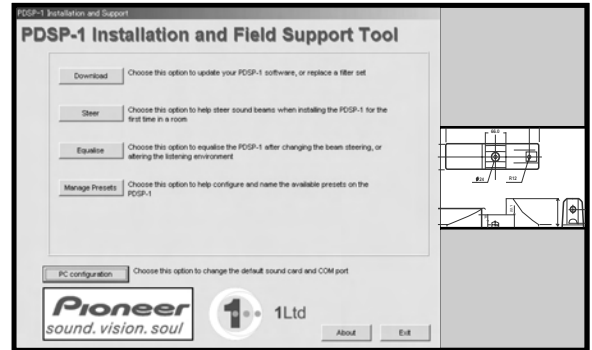 PDSP-1 Installation and Support
PDSP-1 Installation and Field Support Tool
Download
Choose this option to update your PDSP-1 software, or replace a filter set
Steer
Choose this option to help steer sound beams when installing the PDSP-1 for the
first time in a room
Equalise
Choose this option to equalise the PDSP-1 after changing the beam steering, or
altering the listening environment
Manage Presets
Choose this option to help configure and name the available presets on the
PDSP-1
PC configuration
Choose this option to change the default sound card and COM port
Pioneer
sound.vision.soul
1
1Ltd
About
Exit
R12